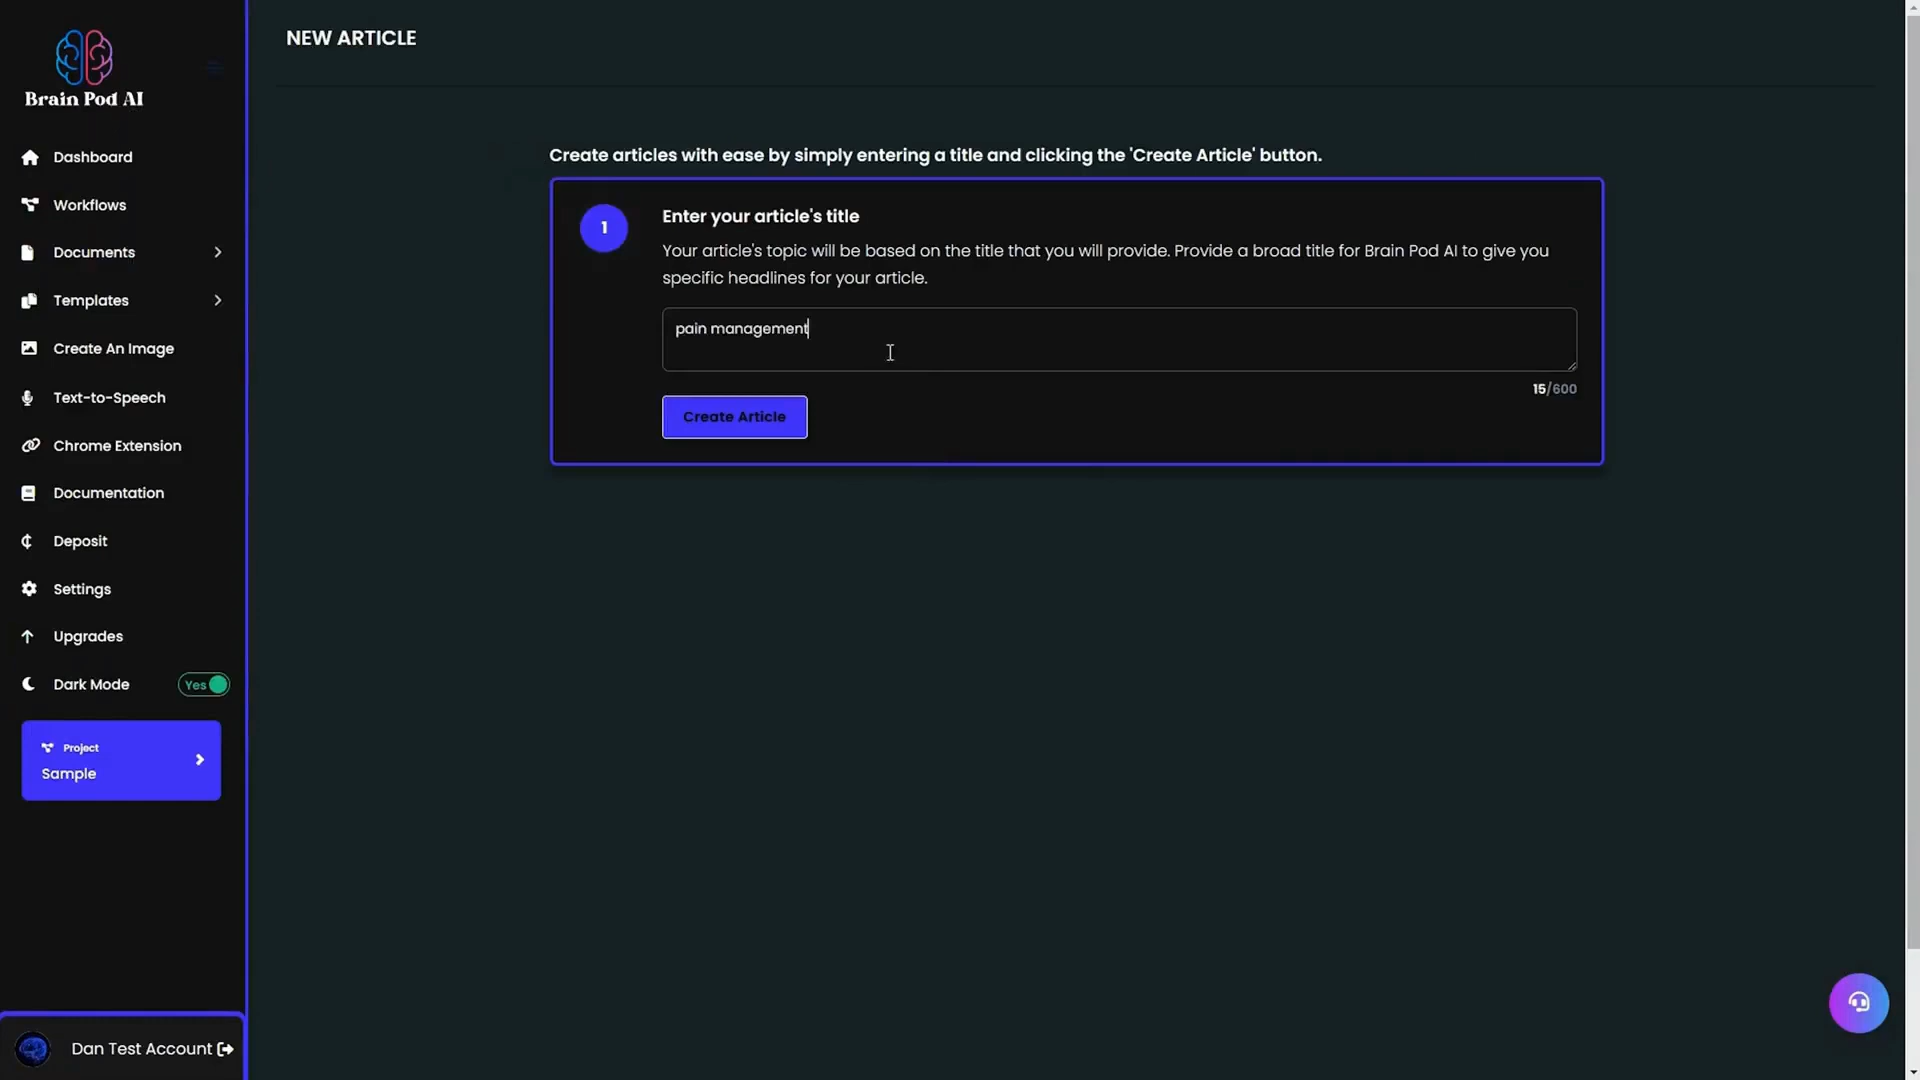 Brain Pod AI
Dashboard
Workflows
Documents
Templates
Create An Image
Text-to-Speech
Chrome Extension
Documentation
Deposit
Settings
Upgrades
Dark Mode
Yes
Project
Sample
Dan Test Account
NEW ARTICLE
Create articles with ease by simply entering a title and clicking the 'Create Article' button.
1
Enter your article's title
Your article's topic will be based on the title that you will provide. Provide a broad title for Brain Pod AI to give you
specific headlines for your article.
pain management
15/600
Create Article